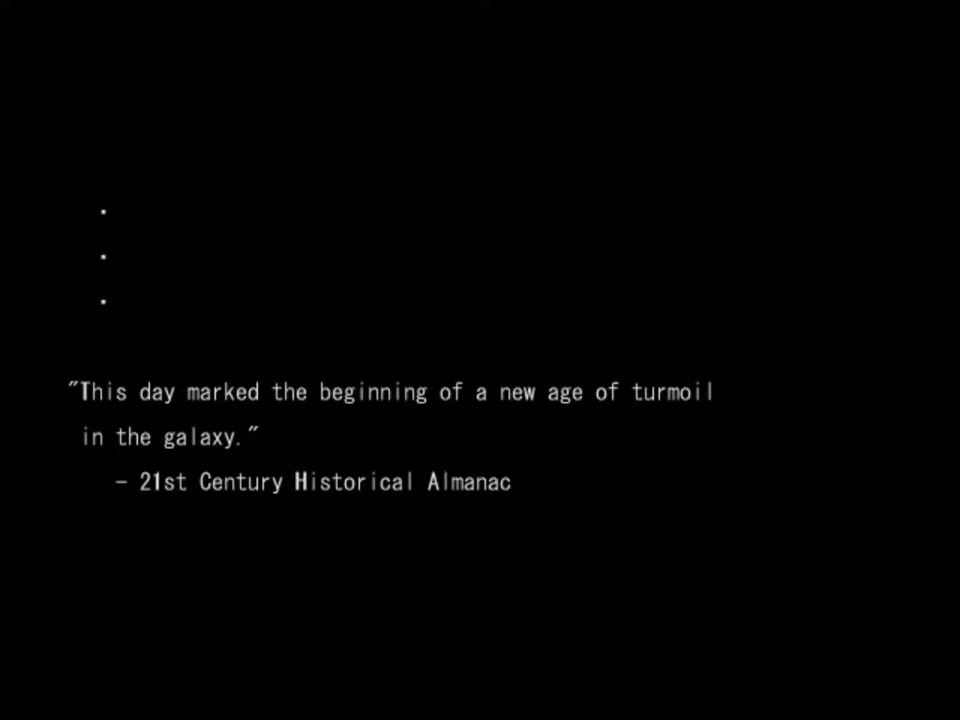 .
.
.
"This day marked the beginning of a new age of turmoil
in the galaxy."
- 21st Century Historical Almanac